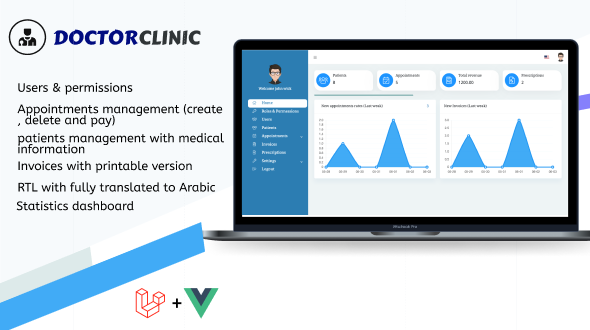 DOCTORCLINIC
Users & permissions
Appointments management (create
, delete and pay)
patients management with medical
information
Invoices with printable version
RTL with fully translated to Arabic
Statistics dashboard
+
Welcome john wick
Home
Roles & Permissions
Users
Patients
Appointments
Invoices
Prescriptions
Settings
Logout
Patients
8
Appointments
5
Total revenue
1200.00
Prescriptions
2
New appointments rates (Last week)
New Invoices (Last week)
Macbook Pro